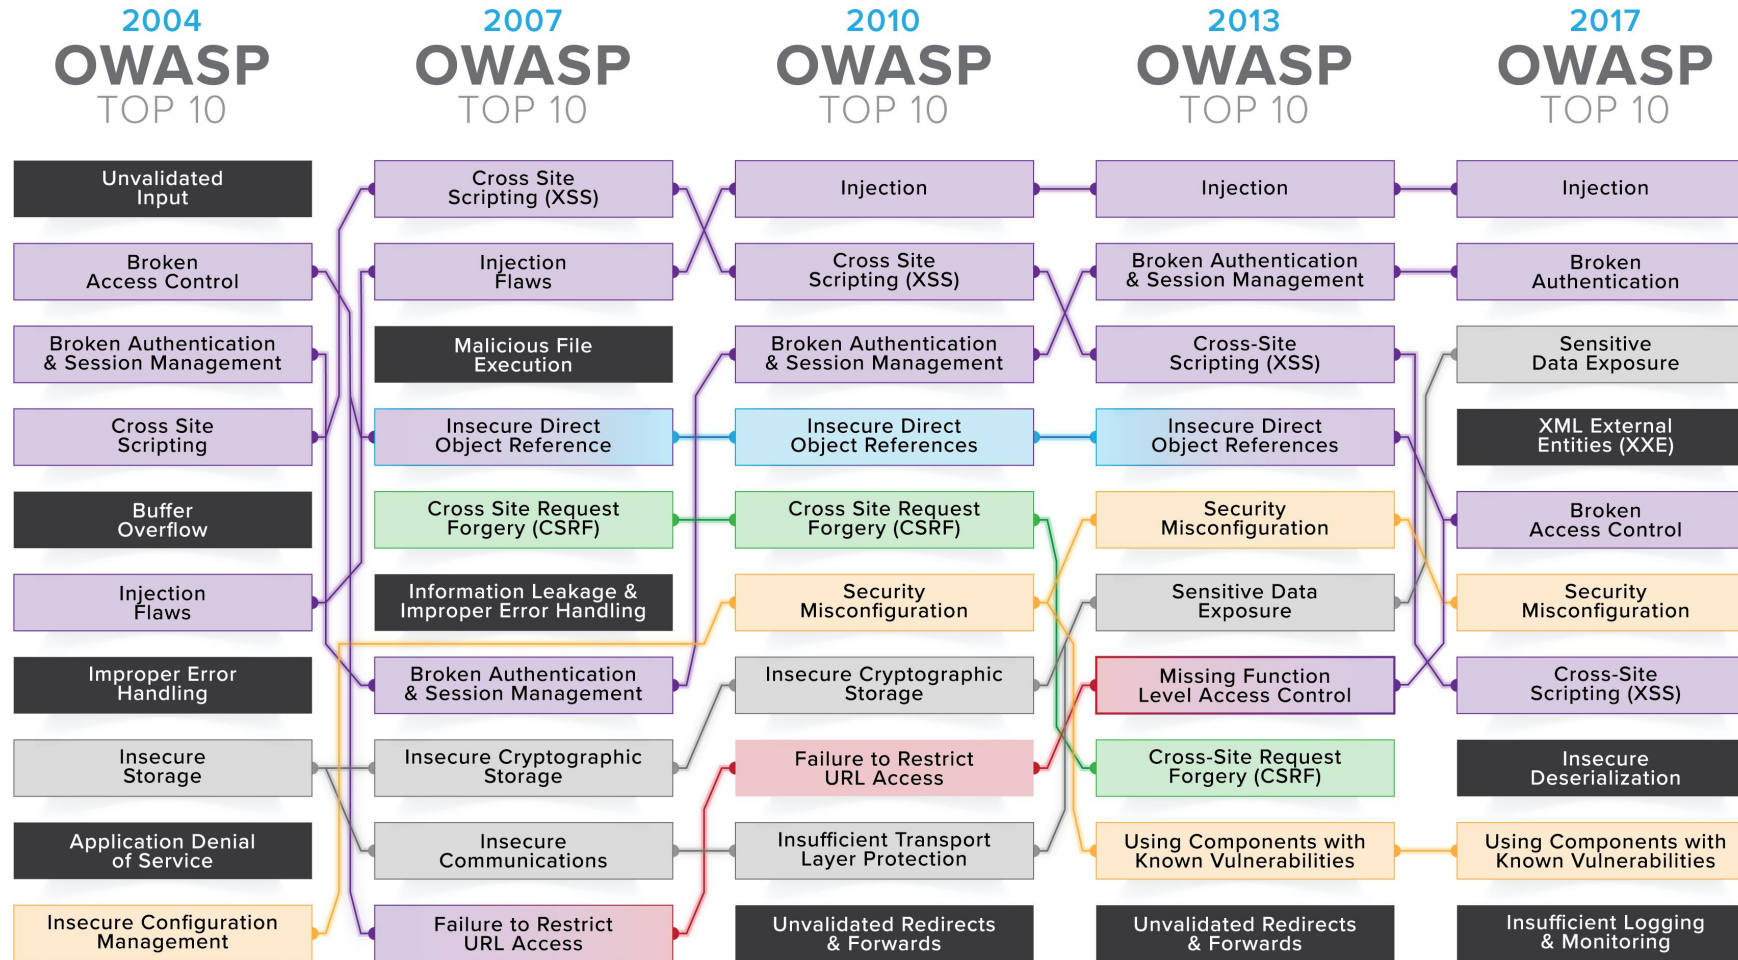 2004
OWASP
TOP 10
Unvalidated
Input
Broken
Access Control
Broken Authentication
& Session Management
Cross Site
Scripting
Buffer
Overflow
Injection
Flaws
Improper Error
Handling
Insecure
Storage
Application Denial
of Service
Insecure Configuration
Management
2007
OWASP
TOP 10
Cross Site
Scripting (XSS)
Injection
Flaws
Malicious File
Execution
Insecure Direct
Object Reference
Cross Site Request
Forgery (CSRF)
Information Leakage &
Improper Error Handling
Broken Authentication
& Session Management
Insecure Cryptographic
Storage
Insecure
Communications
Failure to Restrict
URL Access
2010
OWASP
TOP 10
Injection
Cross Site
Scripting (XSS)
Broken Authentication
& Session Management
Insecure Direct
Object References
Cross Site Request
Forgery (CSRF)
Security
Misconfiguration
Insecure Cryptographic
Storage
Failure to Restrict
URL Access
Insufficient Transport
Layer Protection
Unvalidated Redirects
& Forwards
2013
OWASP
TOP 10
Injection
Broken Authentication
& Session Management
Cross-Site
Scripting (XSS)
Insecure Direct
Object References
Security
Misconfiguration
Sensitive Data
Exposure
Missing Function
Level Access Control
Cross-Site Request
Forgery (CSRF)
Using Components with
Known Vulnerabilities
Unvalidated Redirects
& Forwards
2017
OWASP
TOP 10
Injection
Broken
Authentication
Sensitive
Data Exposure
XML External
Entities (XXE)
Broken
Access Control
Security
Misconfiguration
Cross-Site
Scripting (XSS)
Insecure
Deserialization
Using Components with
Known Vulnerabilities
Insufficient Logging
& Monitoring